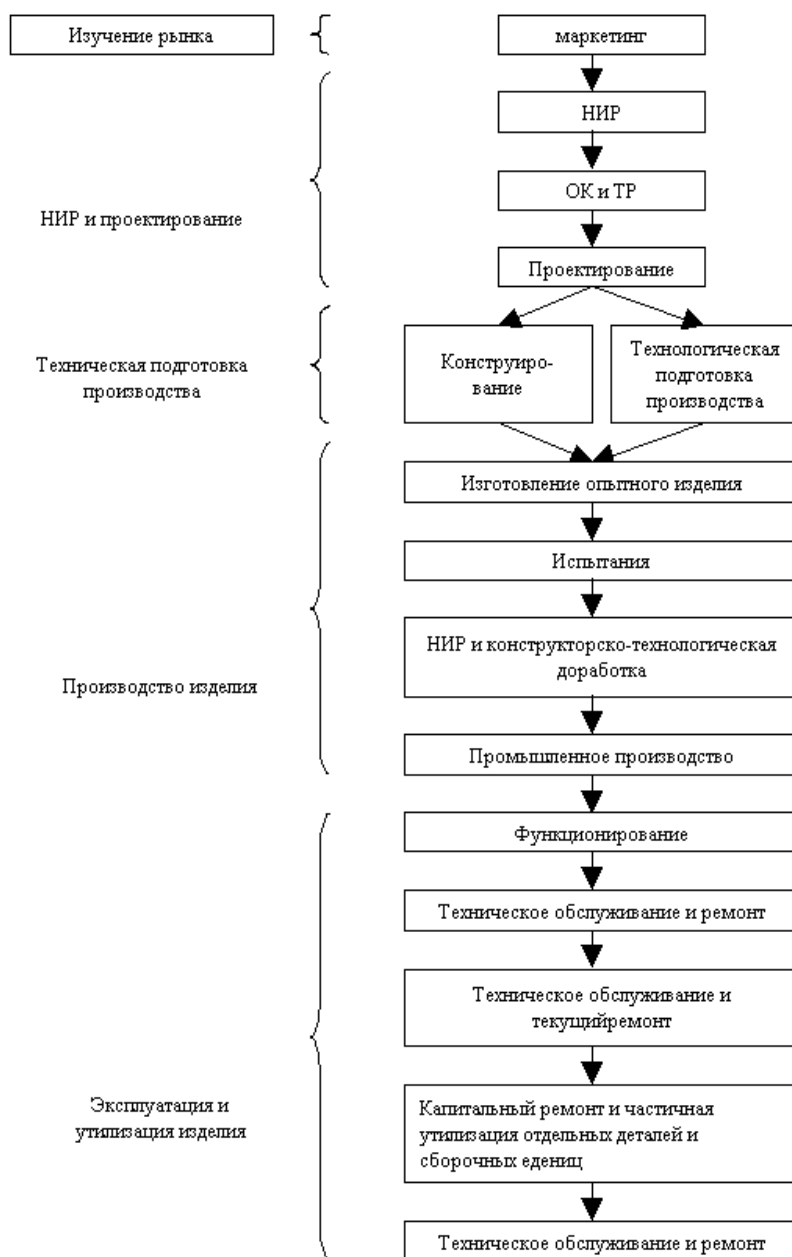 Изучение рынка
маркетинг
НИР
ОК и ТР
НИР и проектирование
Проектирование
Техническая подготовка
производства
Конструиро-
вание
Технологическая
подготовка
производства
Изготовление опытного изделия
Испытания
НИР и конструкторско-технологическая
доработка
Производство изделия
Промышленное производство
Функционирование
Техническое обслуживание и ремонт
Техническое обслуживание и
текущийремонт
Эксплуатация и
утилизация изделия
Капитальный ремонт и частичная
утилизация отдельных деталей и
сборочных едениц
Техническое обслуживание и ремонт